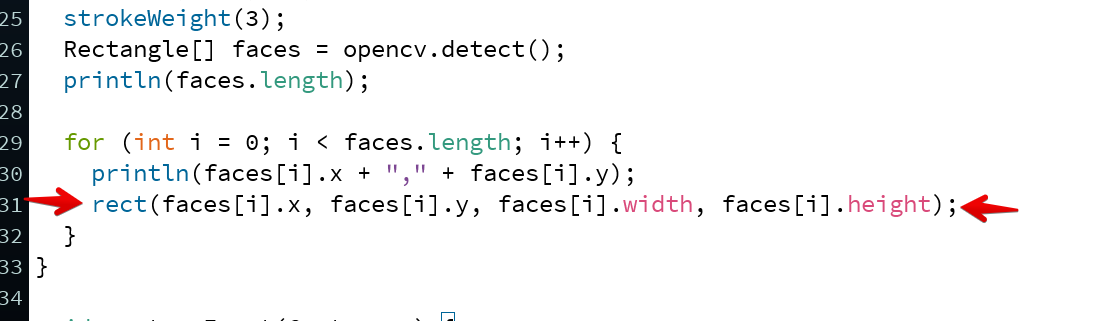 25 strokeWeight(3);
26 Rectangle[] faces = opencv.detect();
27 println(faces.length);
28
29 for (int i = 0; i < faces.length; i++) {
30 println(faces[i].x + "," + faces[i].y);
31 rect(faces[i].x, faces[i].y, faces[i].width, faces[i].height);
32 }
33 }
34